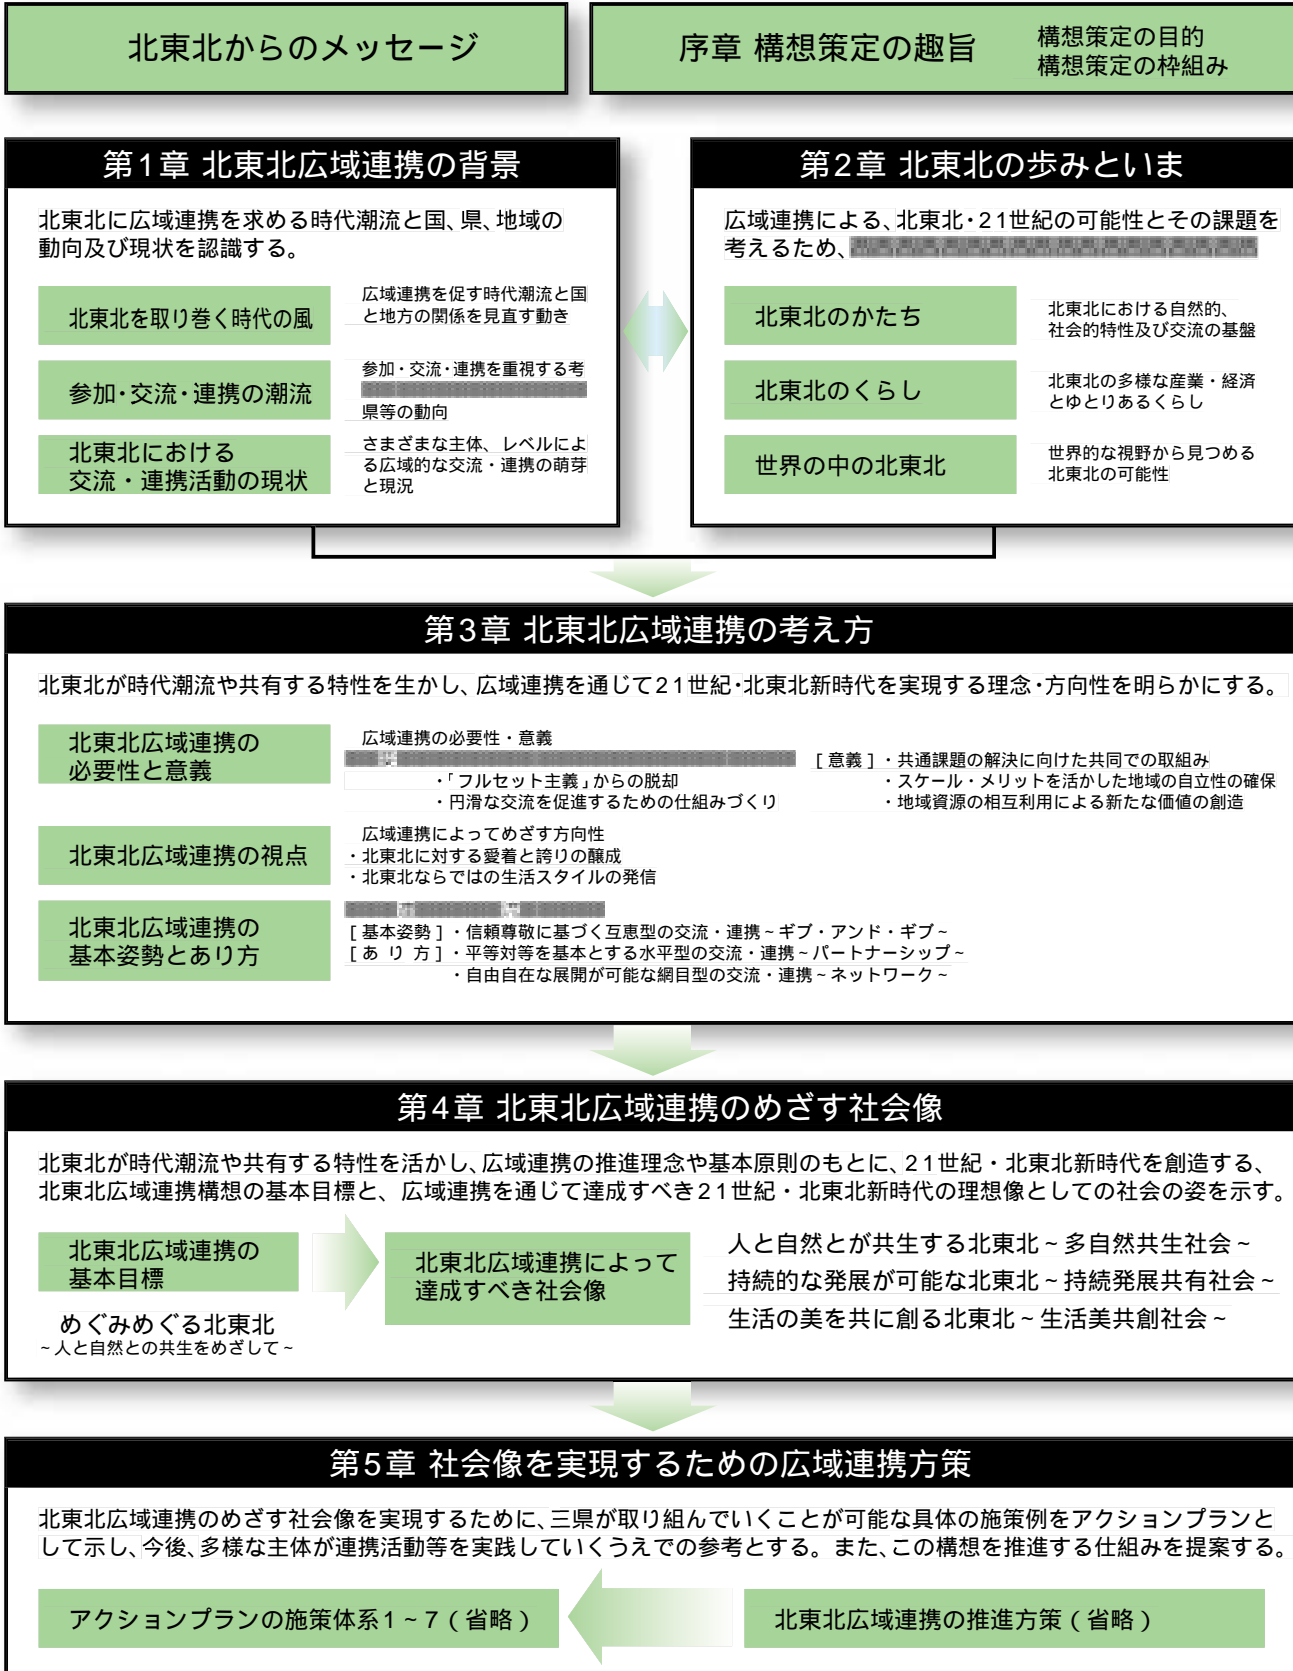 北東北からのメッセージ
序章 構想策定の趣旨
構想策定の目的
構想策定の枠組み
第1章 北東北広域連携の背景
北東北に広域連携を求める時代潮流と国、県、地域の
動向及び現状を認識する。
北東北を取り巻く時代の風
広域連携を促す時代潮流と国
と地方の関係を見直す動き
参加・交流・連携の潮流
参加・交流・連携を重視する考
県等の動向
北東北における
交流・連携活動の現状
さまざまな主体、レベルによ
る広域的な交流・連携の萌芽
と現況
第2章 北東北の歩みといま
広域連携による、北東北・21世紀の可能性とその課題を
考えるため、
北東北のかたち
北東北における自然的、
社会的特性及び交流の基盤
北東北のくらし
北東北の多様な産業・経済
とゆとりあるくらし
世界の中の北東北
世界的な視野から見つめる
北東北の可能性
第3章 北東北広域連携の考え方
北東北が時代潮流や共有する特性を生かし、広域連携を通じて21世紀・北東北新時代を実現する理念・方向性を明らかにする。
北東北広域連携の
必要性と意義
広域連携の必要性・意義
・「フルセット主義」からの脱却
・円滑な交流を促進するための仕組みづくり
[意義]・共通課題の解決に向けた共同での取組み
・スケール・メリットを活かした地域の自立性の確保
・地域資源の相互利用による新たな価値の創造
北東北広域連携の視点
広域連携によってめざす方向性
・北東北に対する愛着と誇りの醸成
・北東北ならではの生活スタイルの発信
北東北広域連携の
基本姿勢とあり方
[基本姿勢]・信頼尊敬に基づく互恵型の交流・連携~ギブ・アンド・ギブ~
[あ り 方]・平等対等を基本とする水平型の交流・連携~パートナーシップ~
・自由自在な展開が可能な網目型の交流・連携~ネットワーク~
第4章 北東北広域連携のめざす社会像
北東北が時代潮流や共有する特性を活かし、広域連携の推進理念や基本原則のもとに、21世紀・北東北新時代を創造する、
北東北広域連携構想の基本目標と、広域連携を通じて達成すべき21世紀・北東北新時代の理想像としての社会の姿を示す。
北東北広域連携の
基本目標
めぐみめぐる北東北
~人と自然との共生をめざして~
北東北広域連携によって
達成すべき社会像
人と自然とが共生する北東北~多自然共生社会~
持続的な発展が可能な北東北~持続発展共有社会~
生活の美を共に創る北東北~生活美共創社会~
第5章 社会像を実現するための広域連携方策
北東北広域連携のめざす社会像を実現するために、三県が取り組んでいくことが可能な具体の施策例をアクションプランと
して示し、今後、多様な主体が連携活動等を実践していくうえでの参考とする。また、この構想を推進する仕組みを提案する。
アクションプランの施策体系1~7(省略)
北東北広域連携の推進方策(省略)